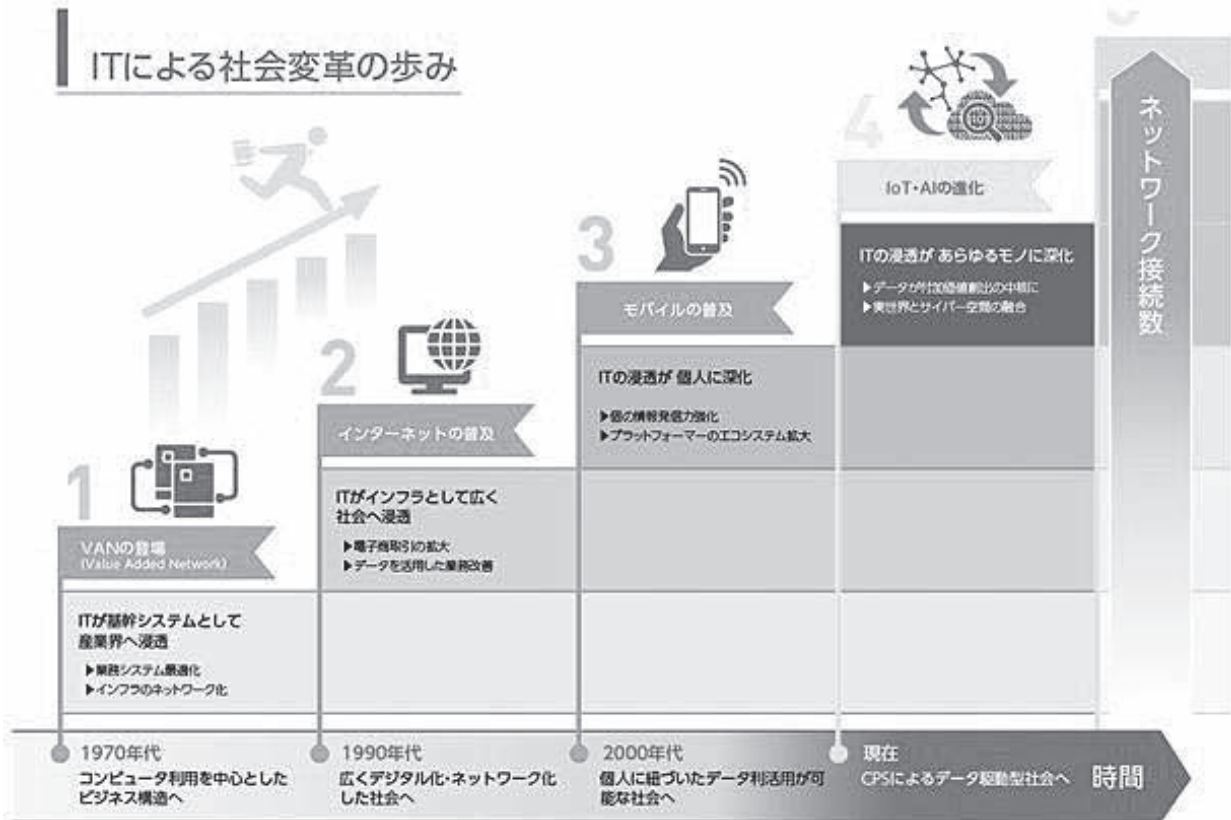 ITによる社会変革の歩み
1
VANの登場
(Value Added Network)
ITが基幹システムとして
産業界へ浸透
▶業務システム最適化
▶インフラのネットワーク化
2
インターネットの普及
ITがインフラとして広く
社会へ浸透
▶電子商取引の拡大
▶データを活用した業務改善
3
モバイルの普及
ITの浸透が 個人に深化
▶個の情報発信力強化
▶プラットフォーマーのエコシステム拡大
4
IoT・AIの進化
ITの浸透が あらゆるモノに深化
▶データが付加価値創出の中核に
▶実世界とサイバー空間の融合
ネットワーク接続数
1970年代
コンピュータ利用を中心とした
ビジネス構造へ
1990年代
広くデジタル化・ネットワーク化
した社会へ
2000年代
個人に紐づいたデータ利活用が可
能な社会へ
現在
CPSによるデータ駆動型社会へ
時間